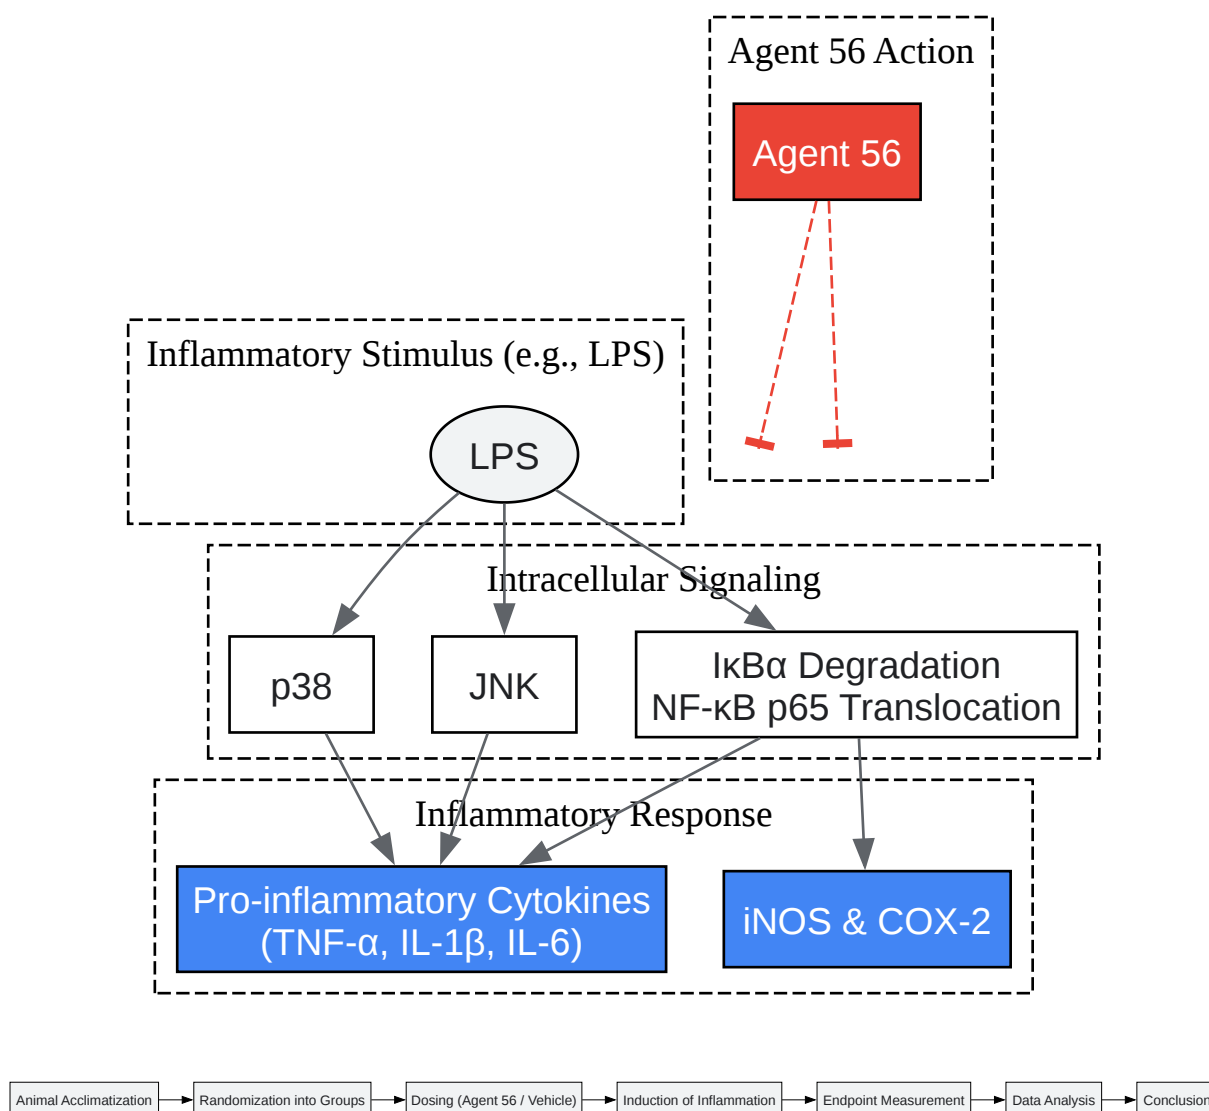 Agent 56 Action
Agent 56
Inflammatory Stimulus (e.g., LPS)
LPS
Intracellular Signaling
p38
JNK
IκBα Degradation
NF-κB p65 Translocation
Inflammatory Response
Pro-inflammatory Cytokines
(TNF-α, IL-1β, IL-6)
iNOS & COX-2
Animal Acclimatization
Randomization into Groups
Dosing (Agent 56 / Vehicle)
Induction of Inflammation
Endpoint Measurement
Data Analysis
Conclusion